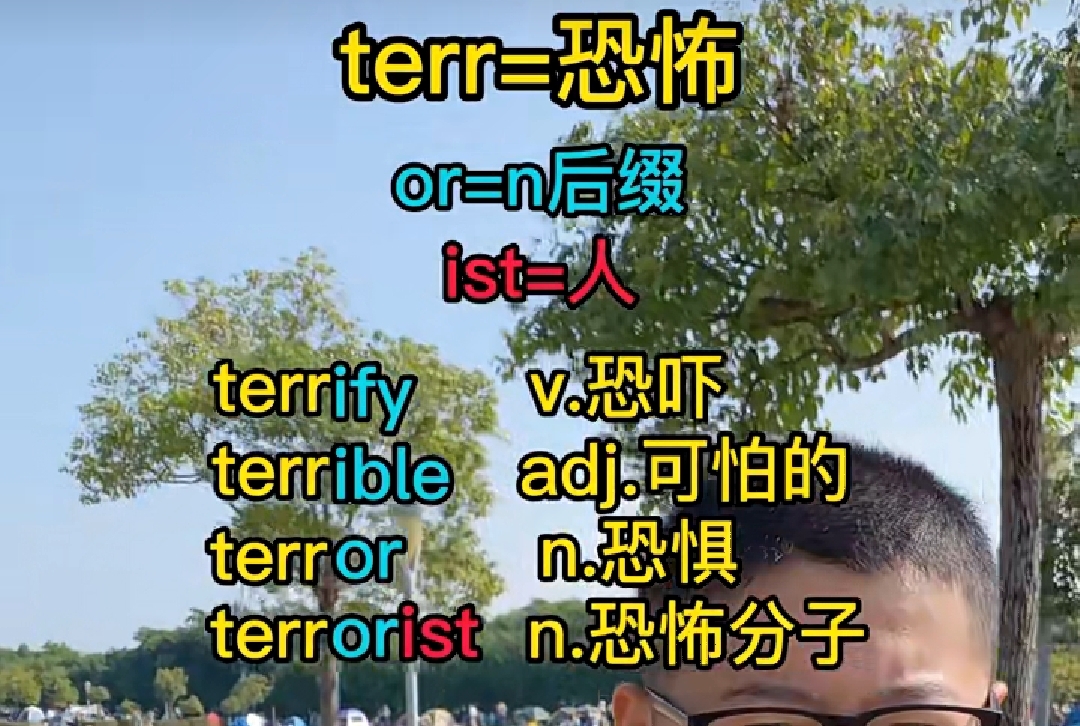 terr=恐怖
or=n后缀
ist=人
terrify v.恐吓
terrible adj.可怕的
terror n.恐惧
terrorist n.恐怖分子